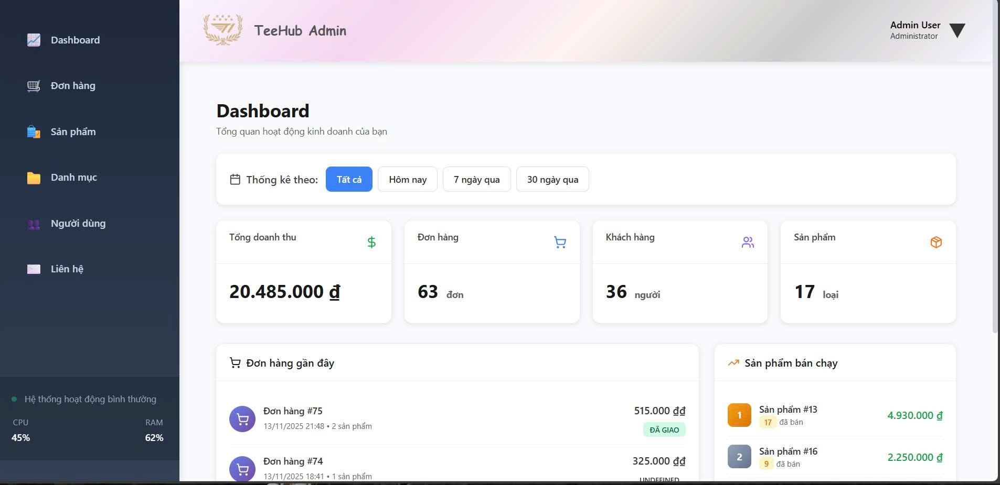 Dashboard
Đơn hàng
Sản phẩm
Danh mục
Người dùng
Liên hệ
Hệ thống hoạt động bình thường
CPU RAM
45% 62%
TeeHub Admin
Admin User
Administrator
Dashboard
Tổng quan hoạt động kinh doanh của bạn
Thống kê theo: Tất cả Hôm nay 7 ngày qua 30 ngày qua
Tổng doanh thu
20.485.000 ₫
Đơn hàng
63 đơn
Khách hàng
36 người
Sản phẩm
17 loại
Đơn hàng gần đây
Đơn hàng #75
13/11/2025 21:48 • 2 sản phẩm
515.000 ₫₫
ĐÃ GIAO
Đơn hàng #74
13/11/2025 18:41 • 1 sản phẩm
325.000 ₫₫
UNDEFINED
Sản phẩm bán chạy
1
Sản phẩm #13
17 đã bán
4.930.000 ₫
2
Sản phẩm #16
9 đã bán
2.250.000 ₫